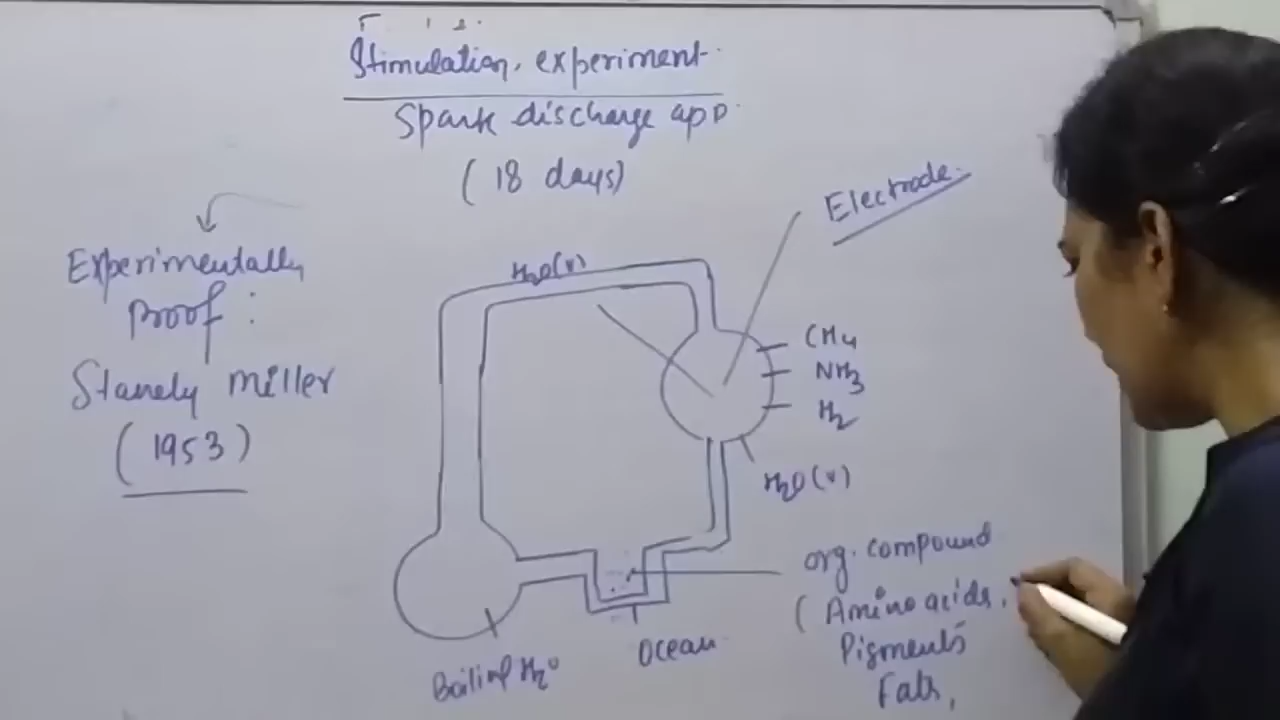 Stimulation. experiment
Spark discharge app.
( 18 days)
Electrode.
Experimentally
Proof :
Stanely miller
( 1953 )
H2O(v)
CH4
NH3
H2
H2O (v)
org. compound
( Amino acids,
Pigments
Fats,
Ocean
Boiling H2O